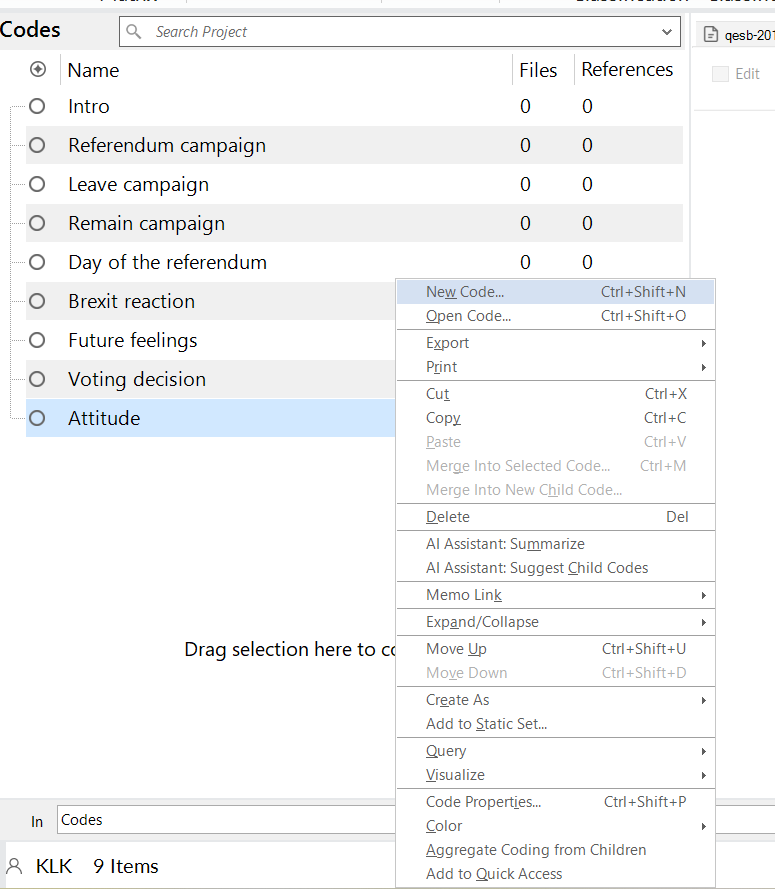 Codes
Search Project
qesb-201
Edit
Name Files References
Intro 0 0
Referendum campaign 0 0
Leave campaign 0 0
Remain campaign 0 0
Day of the referendum 0 0
Brexit reaction
Future feelings
Voting decision
Attitude
New Code... Ctrl+Shift+N
Open Code... Ctrl+Shift+O
Export
Print
Cut Ctrl+X
Copy Ctrl+C
Paste Ctrl+V
Merge Into Selected Code... Ctrl+M
Merge Into New Child Code...
Delete Del
AI Assistant: Summarize
AI Assistant: Suggest Child Codes
Memo Link
Expand/Collapse
Drag selection here to co
Move Up Ctrl+Shift+U
Move Down Ctrl+Shift+D
Create As
Add to Static Set...
Query
Visualize
Code Properties... Ctrl+Shift+P
Color
Aggregate Coding from Children
Add to Quick Access
In Codes
KLK 9 Items